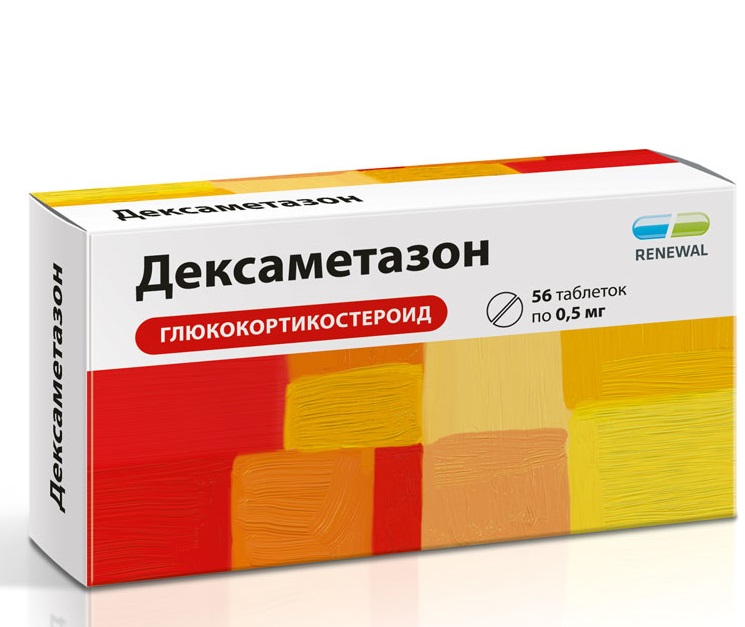 Дексаметазон
Дексаметазон
Дексаметазон
ГЛЮКОКОРТИКОСТЕРОИД
56 таблеток
по 0,5 мг
RENEWAL